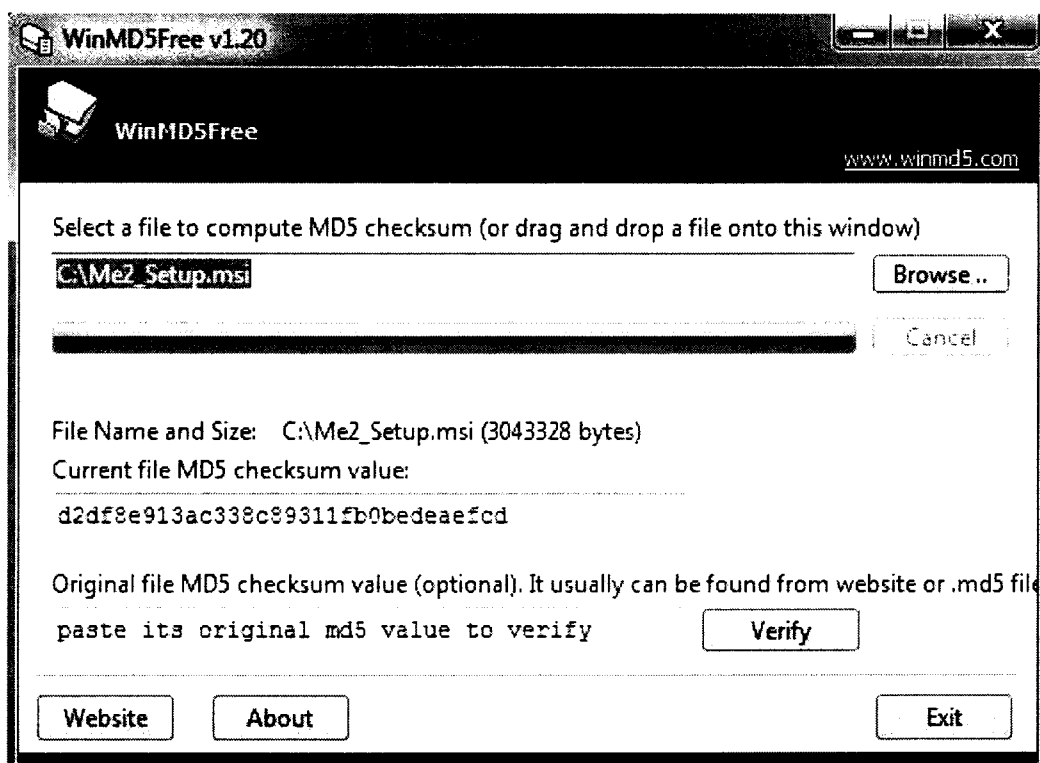 WinMD5Free v1.20
WinMD5Free
www.winmd5.com
Select a file to compute MD5 checksum (or drag and drop a file onto this window)
C:\Me2_Setup.msi
Browse..
Cancel
File Name and Size: C:\Me2_Setup.msi (3043328 bytes)
Current file MD5 checksum value:
d2df8e913ac338c89311fb0bedeaefcd
Original file MD5 checksum value (optional). It usually can be found from website or .md5 file
paste its original md5 value to verify
Verify
Website
About
Exit